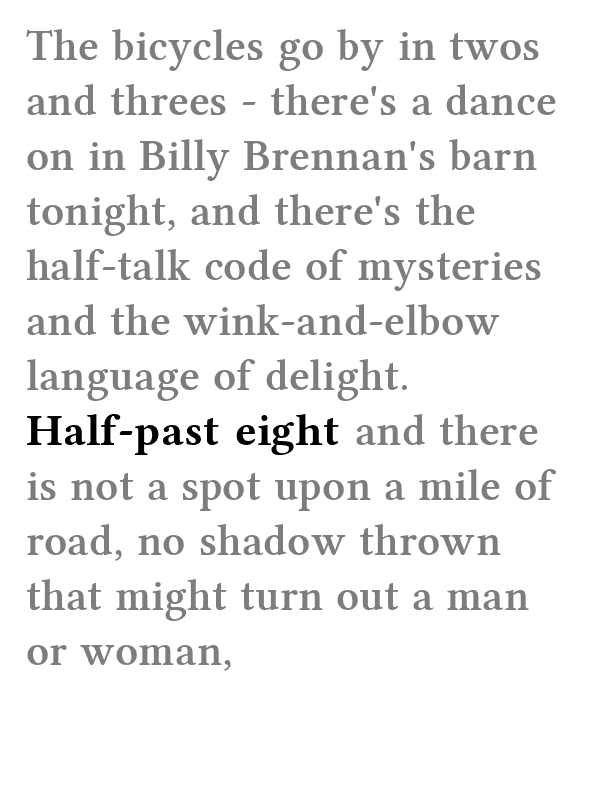 The bicycles go by in twos
and threes - there's a dance
on in Billy Brennan's barn
tonight, and there's the
half-talk code of mysteries
and the wink-and-elbow
language of delight.
Half-past eight and there
is not a spot upon a mile of
road, no shadow thrown
that might turn out a man
or woman,